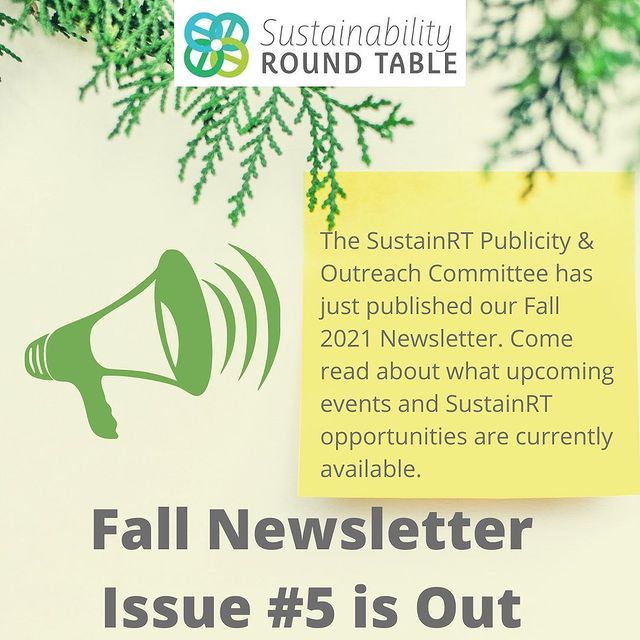 Sustainability
ROUND TABLE
The SustainRT Publicity &
Outreach Committee has
just published our Fall
2021 Newsletter. Come
read about what upcoming
events and SustainRT
opportunities are currently
available.
Fall Newsletter
Issue #5 is Out